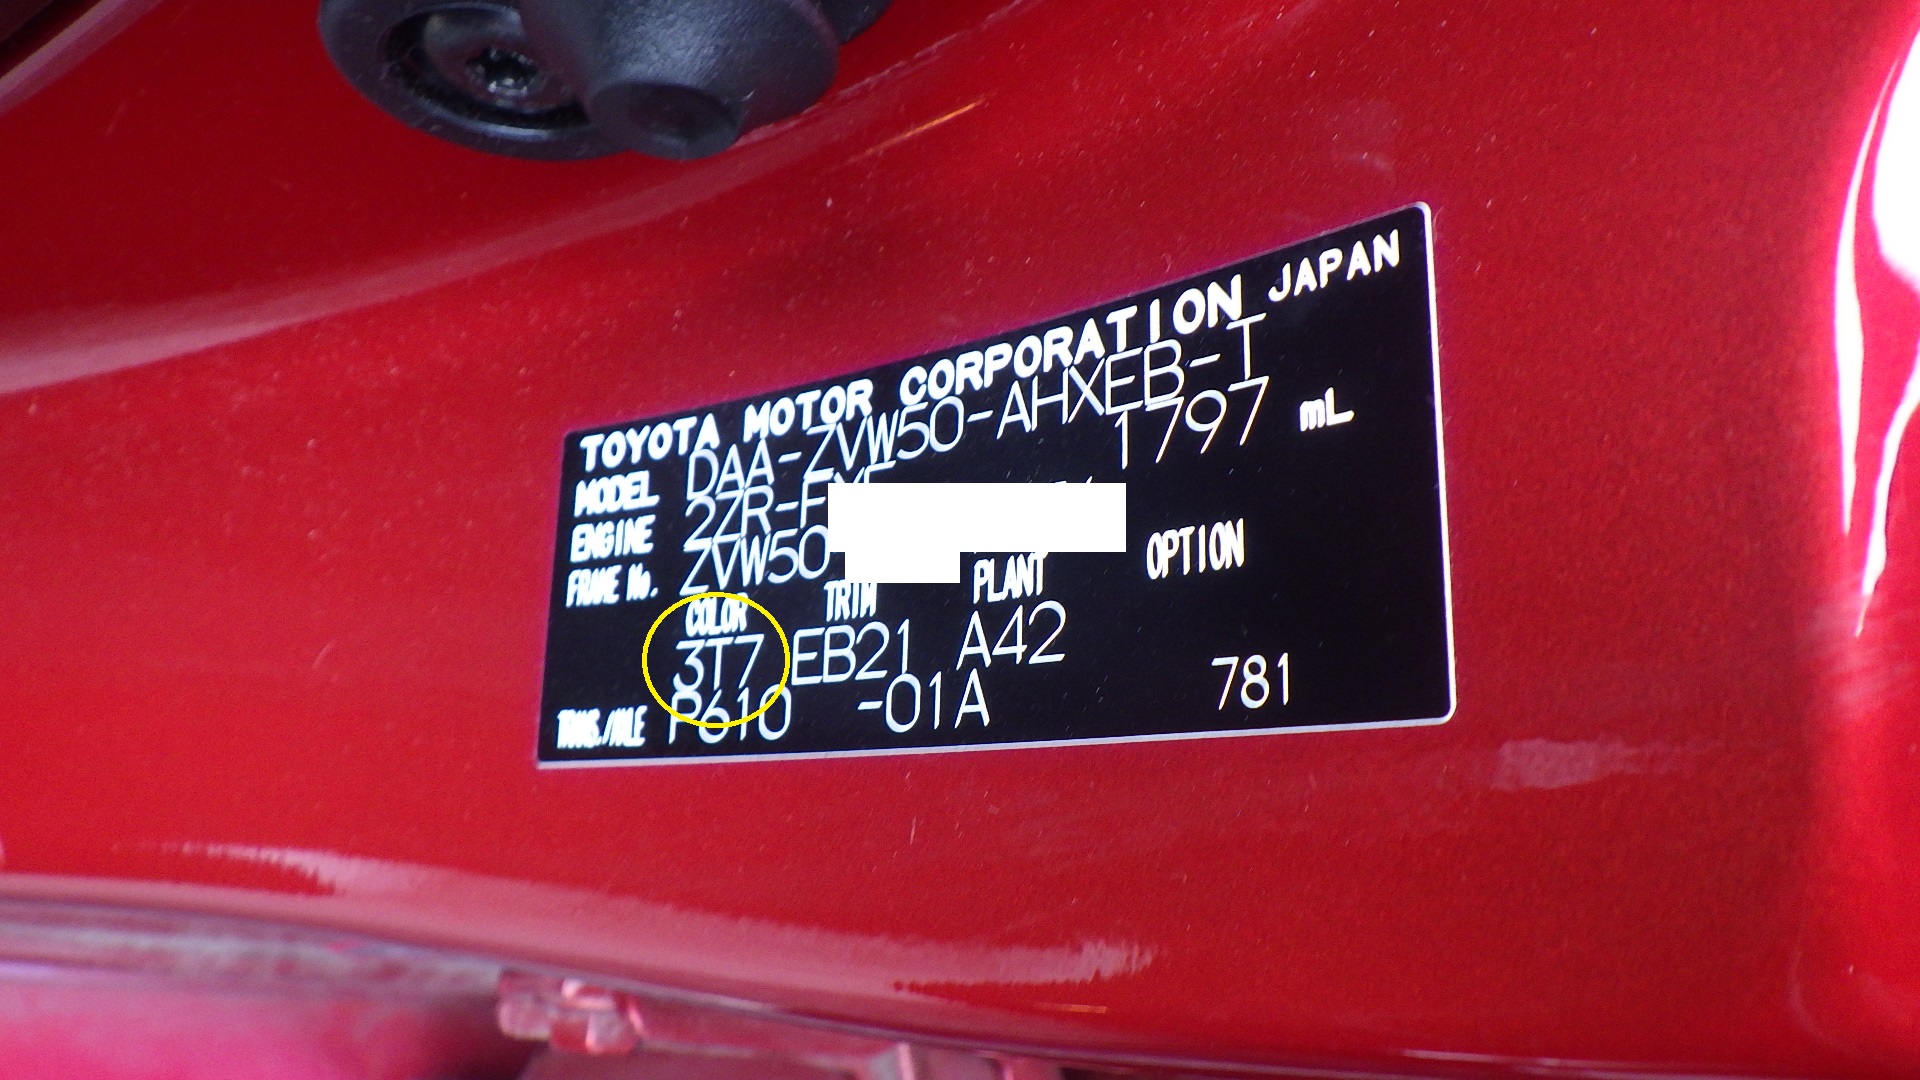 TOYOTA MOTOR CORPORATION JAPAN
MODEL DAA-ZVW50-AHXEB-T
ENGINE 2ZR-FXE 1797 mL
FRAME No. ZVW50
COLOR TRIM PLANT OPTION
3T7 EB21 A42
TRANS./AXLE P610 -01A 781